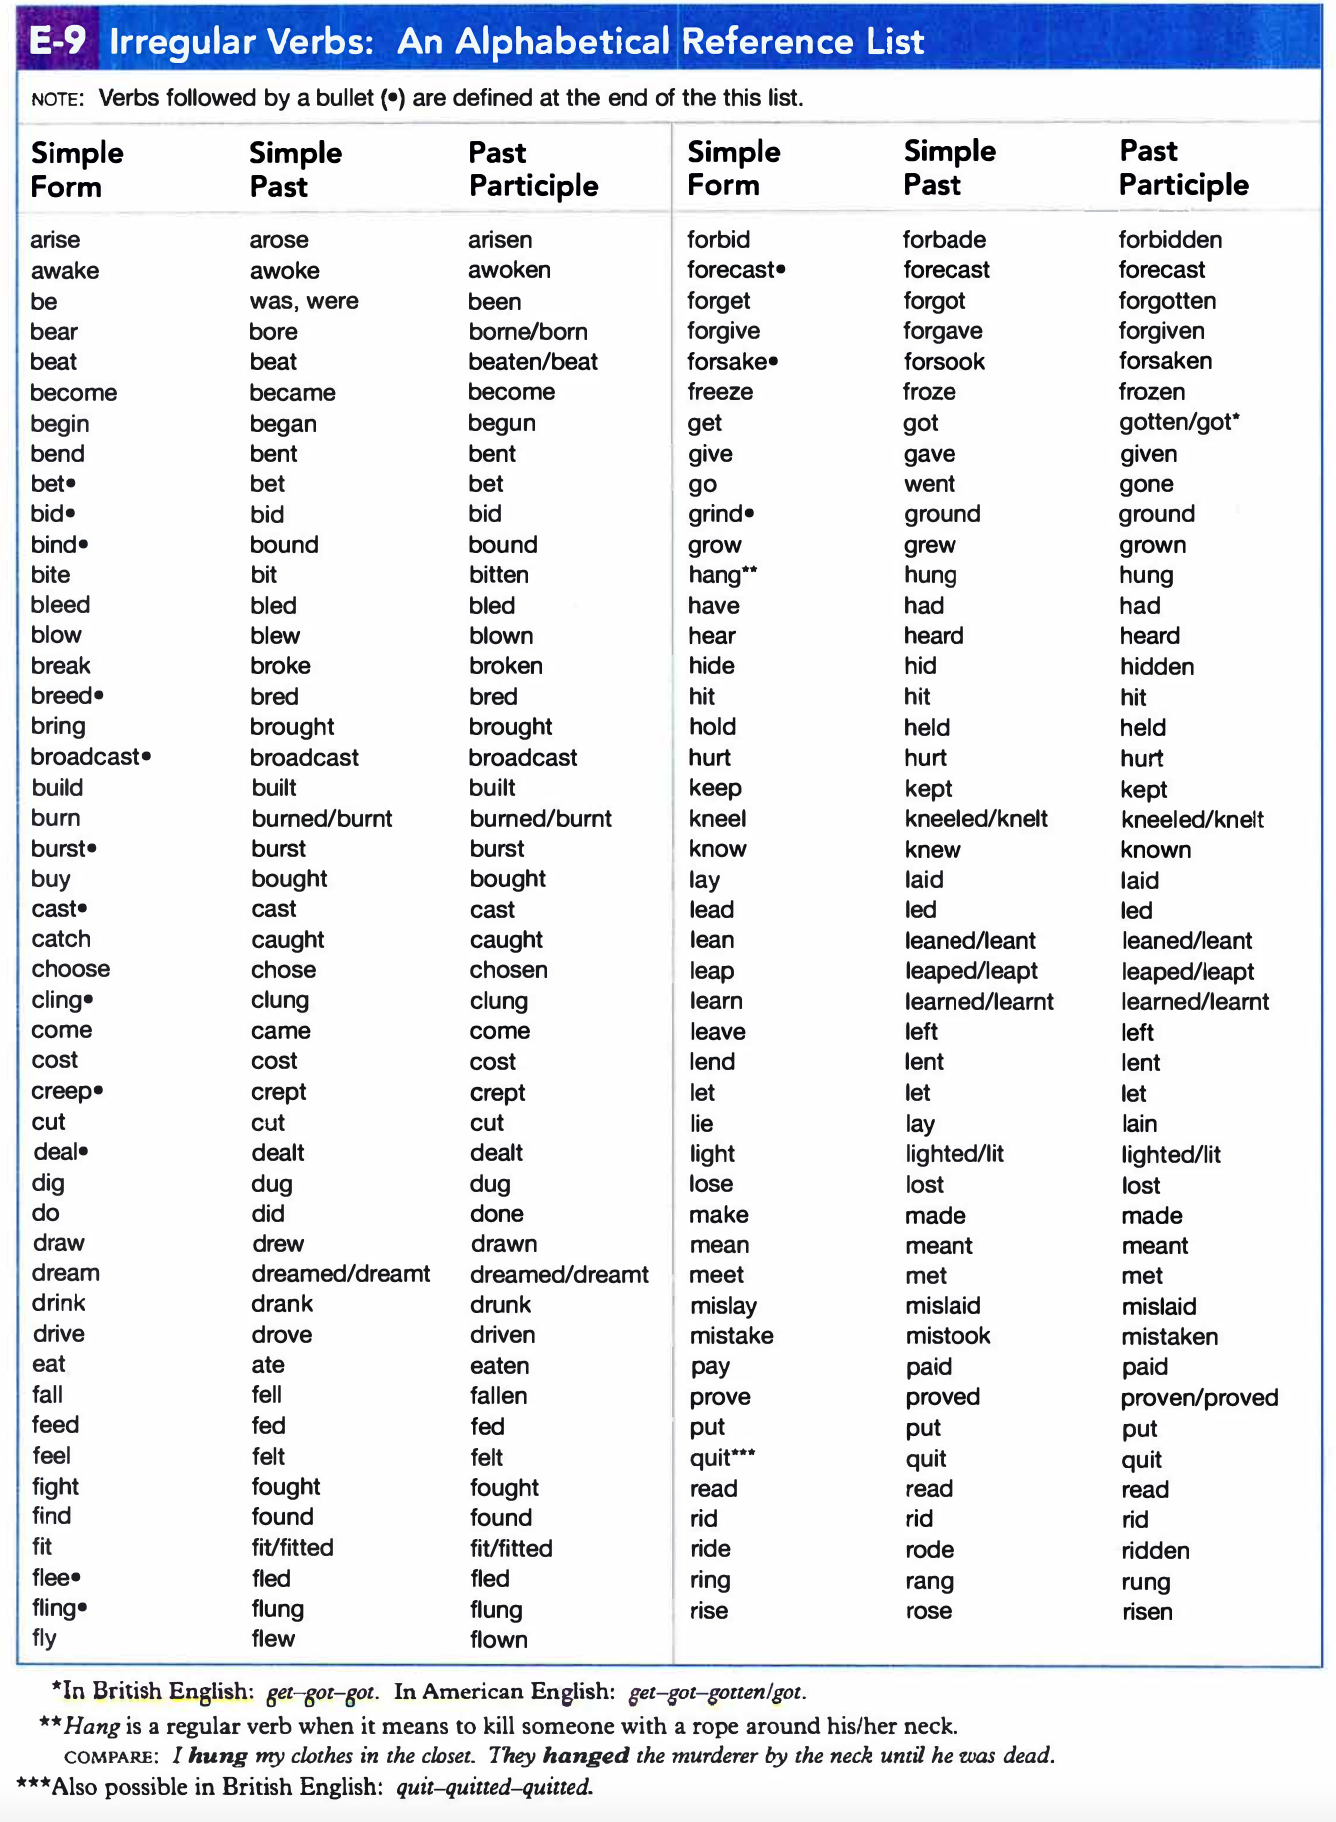 E-9 Irregular Verbs: An Alphabetical Reference List
NOTE: Verbs followed by a bullet (•) are defined at the end of the this list.
Simple Form Simple Past Past Participle
arise arose arisen
awake awoke awoken
be was, were been
bear bore borne/born
beat beat beaten/beat
become became become
begin began begun
bend bent bent
bet• bet bet
bid• bid bid
bind• bound bound
bite bit bitten
bleed bled bled
blow blew blown
break broke broken
breed• bred bred
bring brought brought
broadcast• broadcast broadcast
build built built
burn burned/burnt burned/burnt
burst• burst burst
buy bought bought
cast• cast cast
catch caught caught
choose chose chosen
cling• clung clung
come came come
cost cost cost
creep• crept crept
cut cut cut
deal• dealt dealt
dig dug dug
do did done
draw drew drawn
dream dreamed/dreamt dreamed/dreamt
drink drank drunk
drive drove driven
eat ate eaten
fall fell fallen
feed fed fed
feel felt felt
fight fought fought
find found found
fit fit/fitted fit/fitted
flee• fled fled
fling• flung flung
fly flew flown
Simple Form Simple Past Past Participle
forbid forbade forbidden
forecast• forecast forecast
forget forgot forgotten
forgive forgave forgiven
forsake• forsook forsaken
freeze froze frozen
get got gotten/got*
give gave given
go went gone
grind• ground ground
grow grew grown
hang** hung hung
have had had
hear heard heard
hide hid hidden
hit hit hit
hold held held
hurt hurt hurt
keep kept kept
kneel kneeled/knelt kneeled/knelt
know knew known
lay laid laid
lead led led
lean leaned/leant leaned/leant
leap leaped/leapt leaped/leapt
learn learned/learnt learned/learnt
leave left left
lend lent lent
let let let
lie lay lain
light lighted/lit lighted/lit
lose lost lost
make made made
mean meant meant
meet met met
mislay mislaid mislaid
mistake mistook mistaken
pay paid paid
prove proved proven/proved
put put put
quit*** quit quit
read read read
rid rid rid
ride rode ridden
ring rang rung
rise rose risen
*In British English: get–got–got. In American English: get–got–gotten/got.
**Hang is a regular verb when it means to kill someone with a rope around his/her neck.
COMPARE: I hung my clothes in the closet. They hanged the murderer by the neck until he was dead.
***Also possible in British English: quit–quitted–quitted.